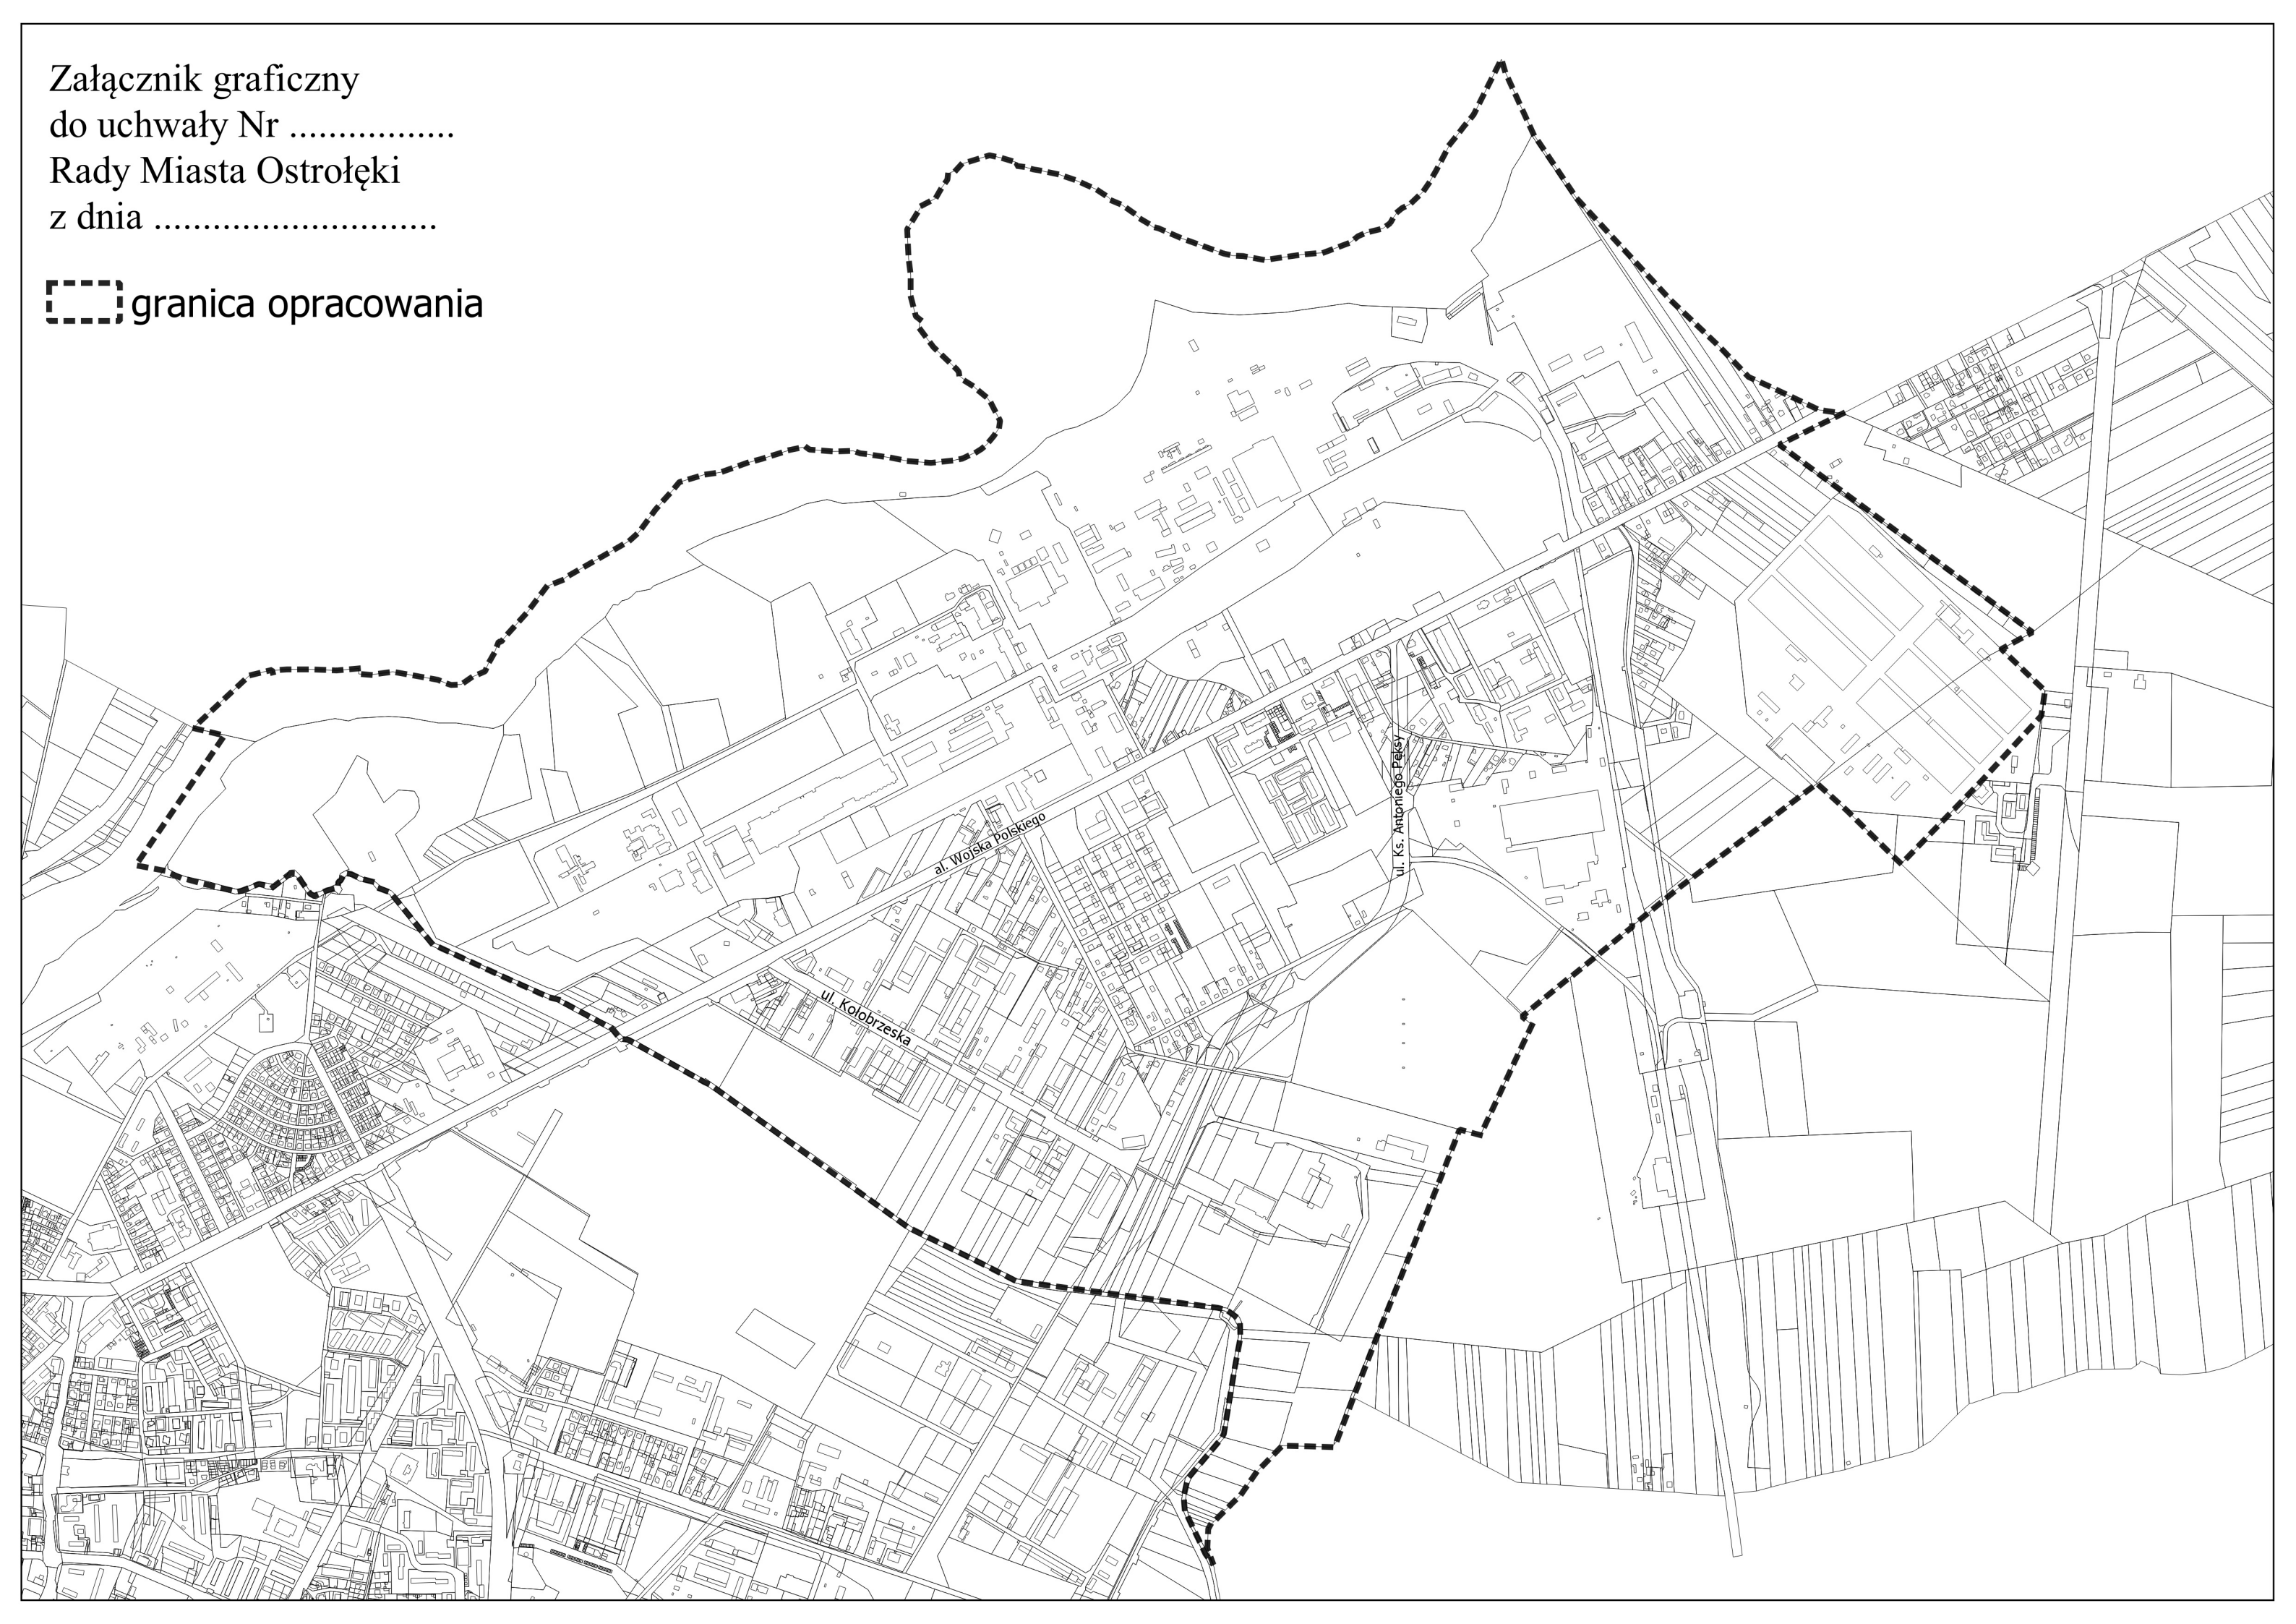 Załącznik graficzny
do uchwały Nr .................
Rady Miasta Ostrołęki
z dnia .............................
granica opracowania
al. Wojska Polskiego
ul. Ks. Antoniego Pęksy
ul. Kołobrzeska